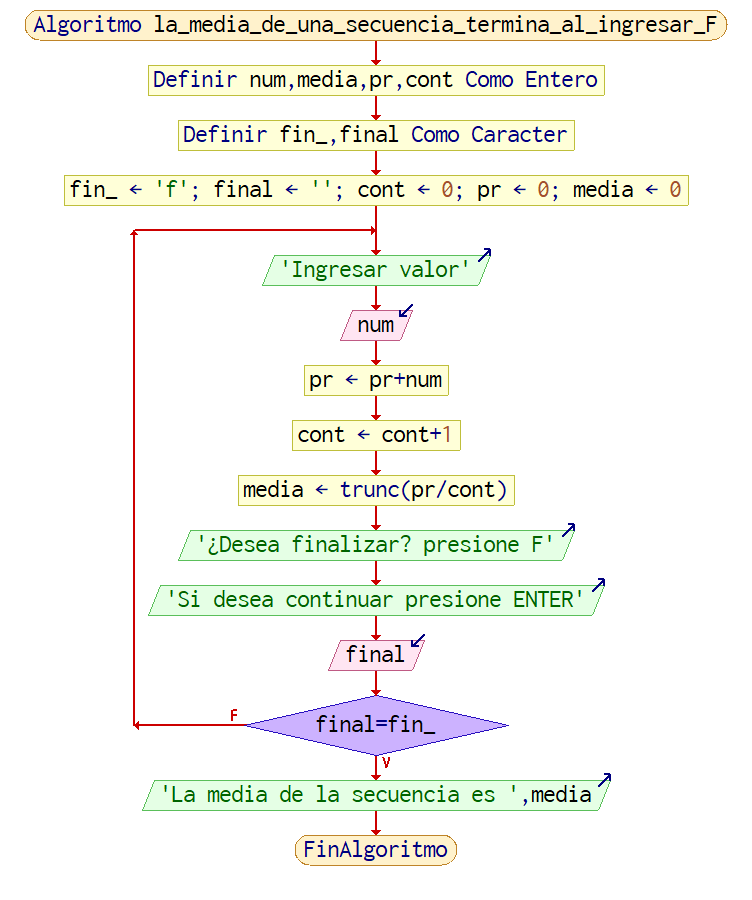 Algoritmo la_media_de_una_secuencia_termina_al_ingresar_F
Definir num,media,pr,cont Como Entero
Definir fin_,final Como Caracter
fin_ ← 'f'; final ← ''; cont ← 0; pr ← 0; media ← 0
'Ingresar valor'
num
pr ← pr+num
cont ← cont+1
media ← trunc(pr/cont)
'¿Desea finalizar? presione F'
'Si desea continuar presione ENTER'
final
F
final=fin_
V
'La media de la secuencia es ',media
FinAlgoritmo